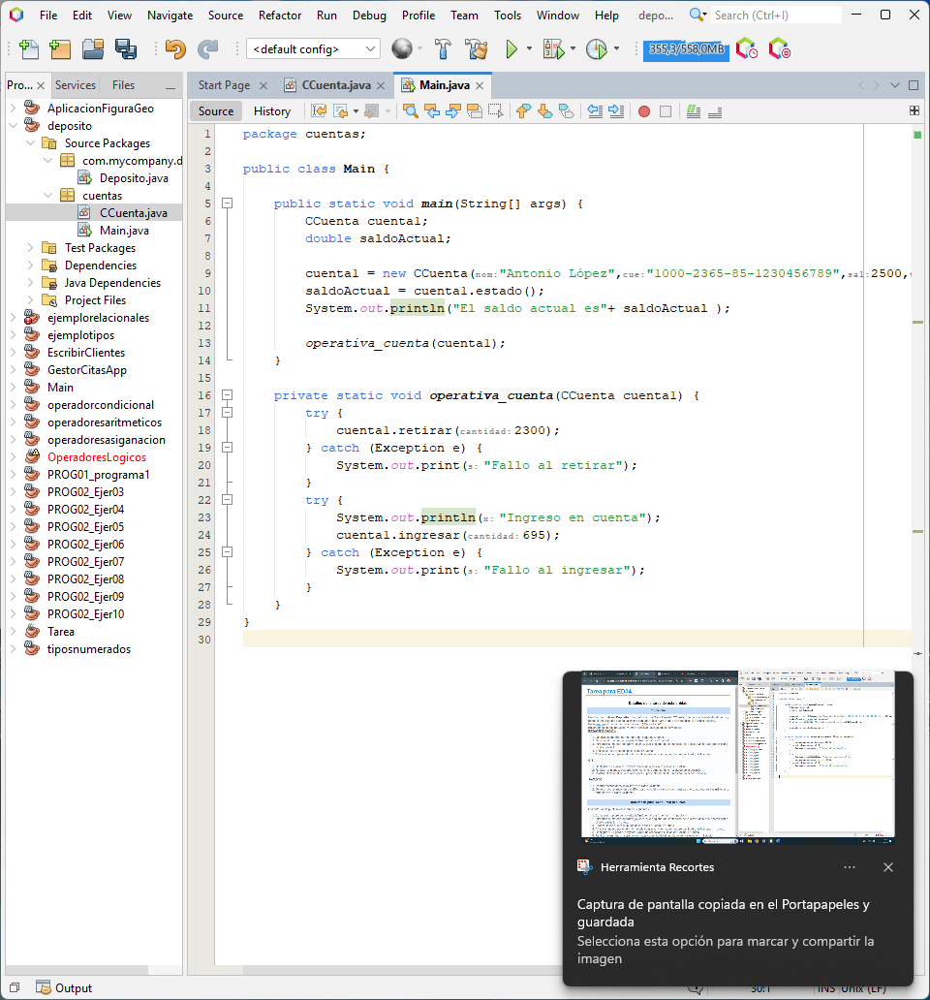 File Edit View Navigate Source Refactor Run Debug Profile Team Tools Window Help depo... Search (Ctrl+I)
<default config> 355,3/558,0MB
Pro... Services Files
Start Page CCuenta.java Main.java
Source History
AplicacionFiguraGeo
deposito
Source Packages
com.mycompany.d
Deposito.java
cuentas
CCuenta.java
Main.java
Test Packages
Dependencies
Java Dependencies
Project Files
ejemplorelacionales
ejemplotipos
EscribirClientes
GestorCitasApp
Main
operadorcondicional
operadoresaritmeticos
operadoresasiganacion
OperadoresLogicos
PROG01_programa1
PROG02_Ejer03
PROG02_Ejer04
PROG02_Ejer05
PROG02_Ejer06
PROG02_Ejer07
PROG02_Ejer08
PROG02_Ejer09
PROG02_Ejer10
Tarea
tiposnumerados
1 package cuentas;
2
3 public class Main {
4
5 public static void main(String[] args) {
6 CCuenta cuental;
7 double saldoActual;
8
9 cuental = new CCuenta(nom:"Antonio López",cue:"1000-2365-85-1230456789",sal:2500,
10 saldoActual = cuental.estado();
11 System.out.println("El saldo actual es"+ saldoActual );
12
13 operativa_cuenta(cuental);
14 }
15
16 private static void operativa_cuenta(CCuenta cuental) {
17 try {
18 cuental.retirar(cantidad:2300);
19 } catch (Exception e) {
20 System.out.print(s:"Fallo al retirar");
21 }
22 try {
23 System.out.println(x:"Ingreso en cuenta");
24 cuental.ingresar(cantidad:695);
25 } catch (Exception e) {
26 System.out.print(s:"Fallo al ingresar");
27 }
28 }
29 }
30
Tarea para ED04.
Herramienta Recortes
Captura de pantalla copiada en el Portapapeles y
guardada
Selecciona esta opción para marcar y compartir la
imagen
Output
30:1 INS Unix (LF)